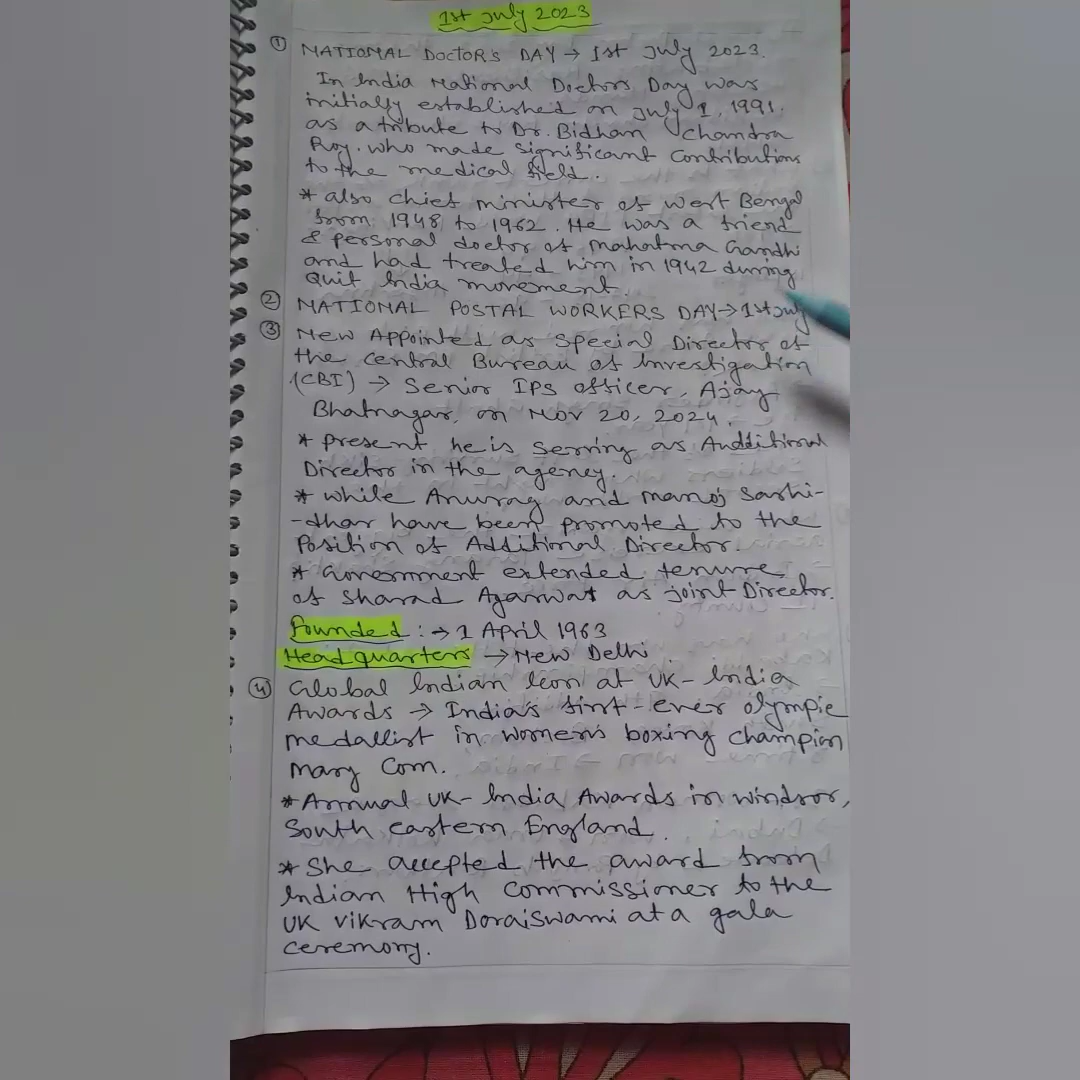 1st July 2023
① NATIONAL DOCTOR'S DAY → 1st July 2023.
In India National Doctors Day was
initially established on July 1, 1991.
as a tribute to Dr. Bidhan Chandra
Roy. who made significant contributions
to the medical field.
* also chief minister of West Bengal
from 1948 to 1962. He was a friend
& personal doctor of Mahatma Gandhi
and had treated him in 1942 during
Quit India movement.
② NATIONAL POSTAL WORKERS DAY → 1st July
③ New Appointed as Special Director of
the Central Bureau of Investigation
(CBI) → Senior IPS officer, Ajay
Bhatnagar, on Nov 20, 2024.
* present he is serving as Audditional
Director in the agency.
* while Anurag and Manoj Sashi-
-dhar have been promoted to the
Position of Additional Director.
* Government extended tenure
of Sharad Agarwal as joint Director.
Founded : → 1 April 1963
Headquarters → New Delhi
④ Global Indian Icon at UK- India
Awards → India's first-ever olympic
medallist in women's boxing champion
Mary Com.
* Annual UK- India Awards in windsor,
South eastern England.
* She accepted the award from
Indian High Commissioner to the
UK Vikram Doraiswami at a gala
ceremony.